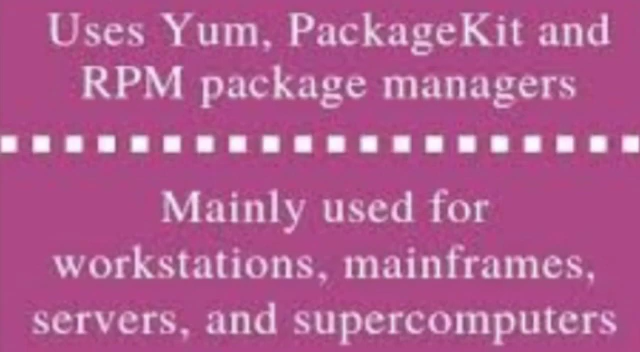 Uses Yum, PackageKit and
RPM package managers
Mainly used for
workstations, mainframes,
servers, and supercomputers